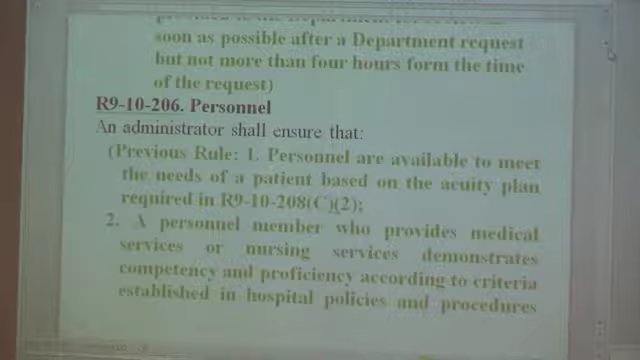 soon as possible after a Department request
but not more than four hours form the time
of the request)
R9-10-206. Personnel
An administrator shall ensure that:
(Previous Rule: 1. Personnel are available to meet
the needs of a patient based on the acuity plan
required in R9-10-208(C)(2);
2. A personnel member who provides medical
services or nursing services demonstrates
competency and proficiency according to criteria
established in hospital policies and procedures